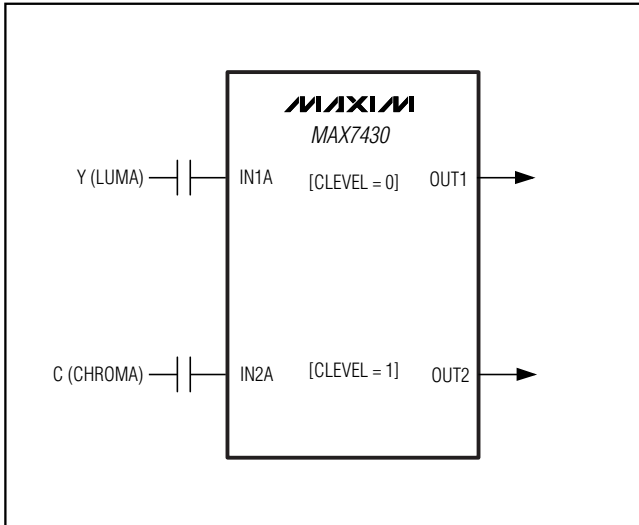 MAXIM
MAX7430
Y (LUMA) IN1A [CLEVEL = 0] OUT1
C (CHROMA) IN2A [CLEVEL = 1] OUT2